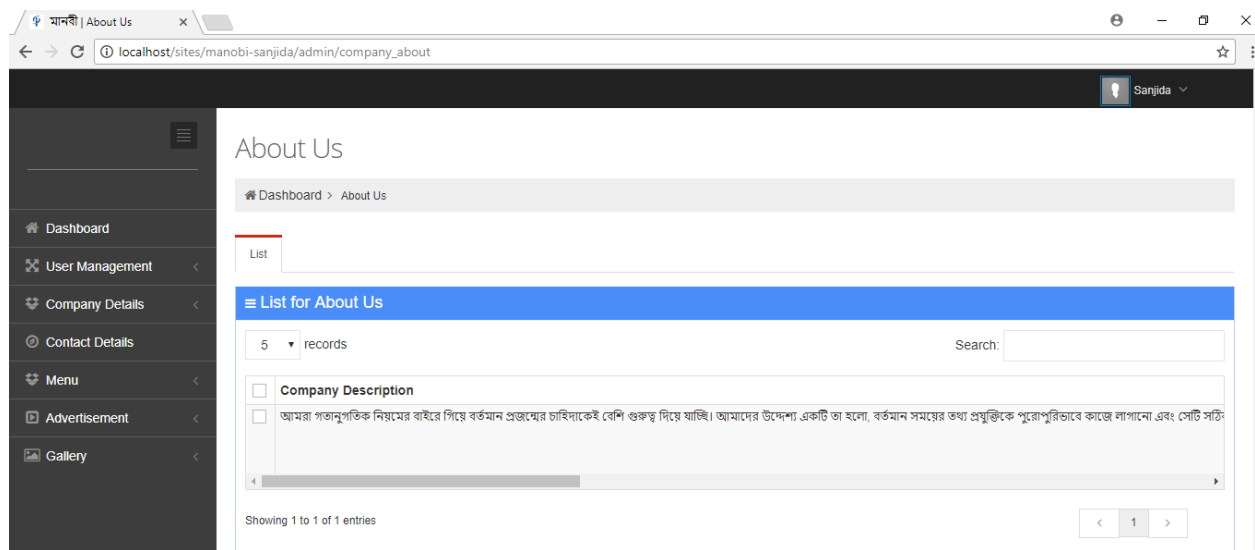 মানবী | About Us
localhost/sites/manobi-sanjida/admin/company_about
Sanjida
About Us
Dashboard > About Us
Dashboard
User Management
Company Details
Contact Details
Menu
Advertisement
Gallery
List
List for About Us
5 records
Search:
Company Description
আমরা গতানুগতিক নিয়মের বাইরে গিয়ে বর্তমান প্রজন্মের চাহিদাকেই বেশি গুরুত্ব দিয়ে যাচ্ছি। আমাদের উদ্দেশ্য একটি তা হলো, বর্তমান সময়ের তথ্য প্রযুক্তিকে পুরোপুরিভাবে কাজে লাগানো এবং সেটি
Showing 1 to 1 of 1 entries
< 1 >